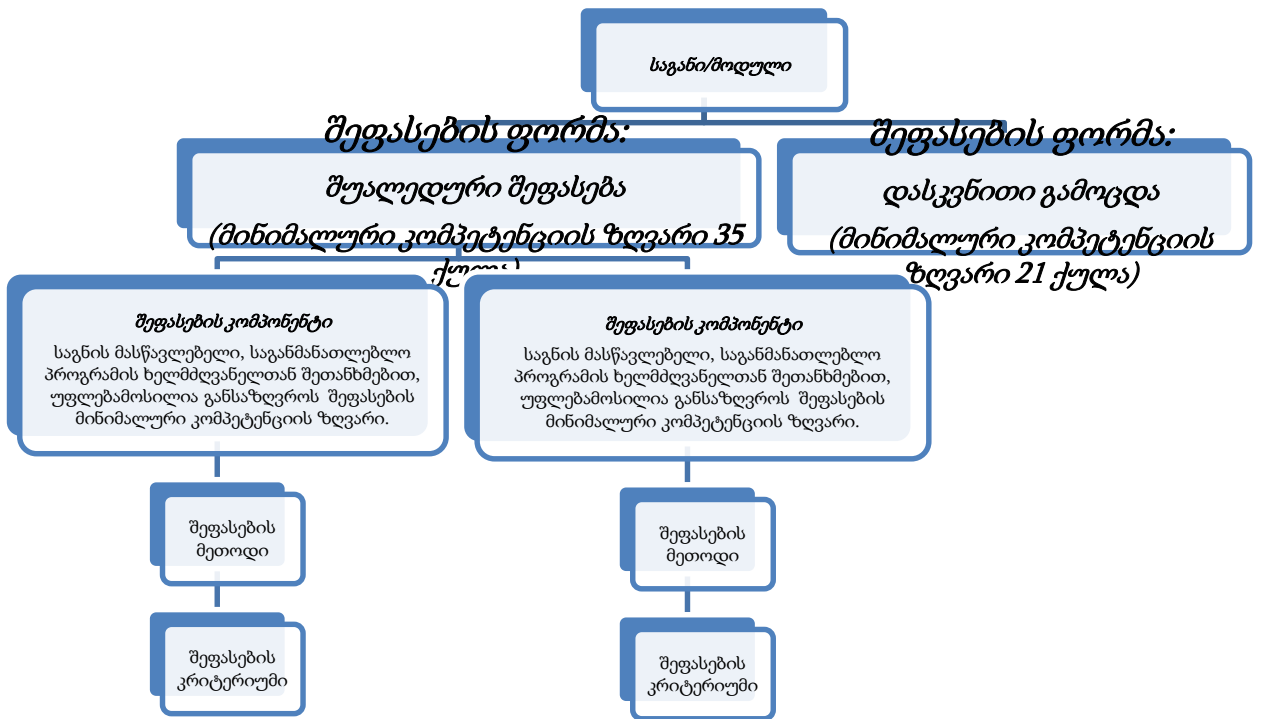 საგანი/მოდული
შეფასების ფორმა:
შუალედური შეფასება
(მინიმალური კომპეტენციის ზღვარი 35
ქულა)
შეფასების ფორმა:
დასკვნითი გამოცდა
(მინიმალური კომპეტენციის
ზღვარი 21 ქულა)
შეფასების კომპონენტი
საგნის მასწავლებელი, საგანმანათლებლო
პროგრამის ხელმძღვანელთან შეთანხმებით,
უფლებამოსილია განსაზღვროს შეფასების
მინიმალური კომპეტენციის ზღვარი.
შეფასების კომპონენტი
საგნის მასწავლებელი, საგანმანათლებლო
პროგრამის ხელმძღვანელთან შეთანხმებით,
უფლებამოსილია განსაზღვროს შეფასების
მინიმალური კომპეტენციის ზღვარი.
შეფასების
მეთოდი
შეფასების
მეთოდი
შეფასების
კრიტერიუმი
შეფასების
კრიტერიუმი